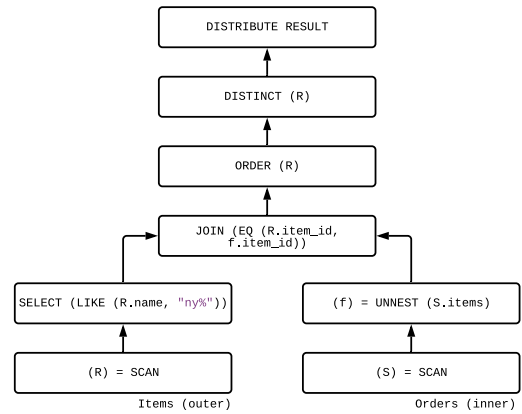 DISTRIBUTE RESULT
DISTINCT (R)
ORDER (R)
JOIN (EQ (R.item_id,
f.item_id))
SELECT (LIKE (R.name, "ny%"))
(f) = UNNEST (S.items)
(R) = SCAN
(S) = SCAN
Items (outer)
Orders (inner)